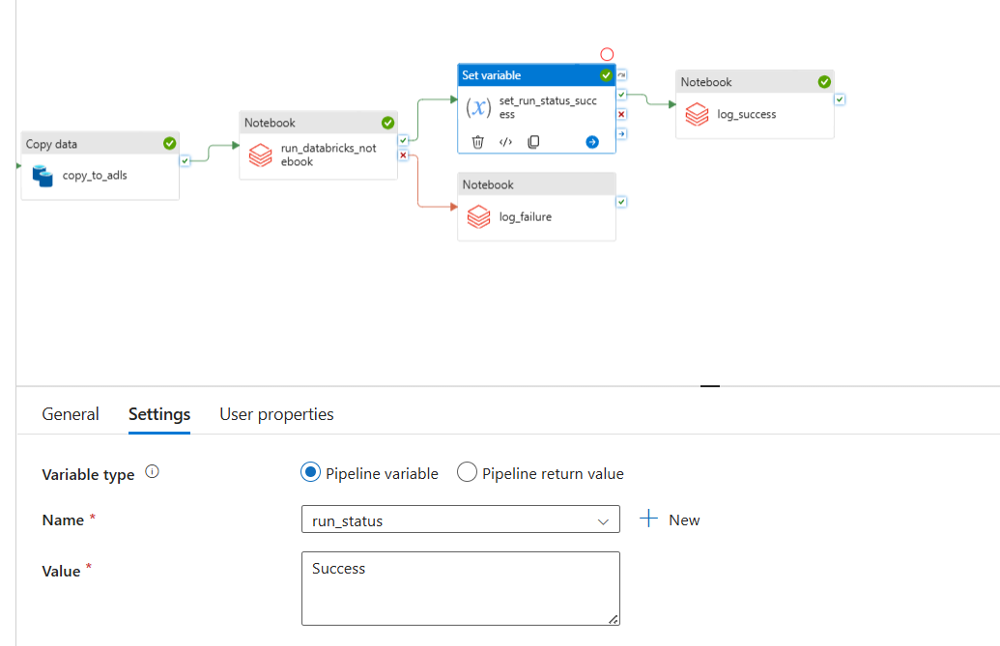 Copy data
copy_to_adls
Notebook
run_databricks_not
ebook
Set variable
(x)
set_run_status_succ
ess
Notebook
log_failure
Notebook
log_success
General
Settings
User properties
Variable type
Pipeline variable
Pipeline return value
Name *
run_status
New
Value *
Success